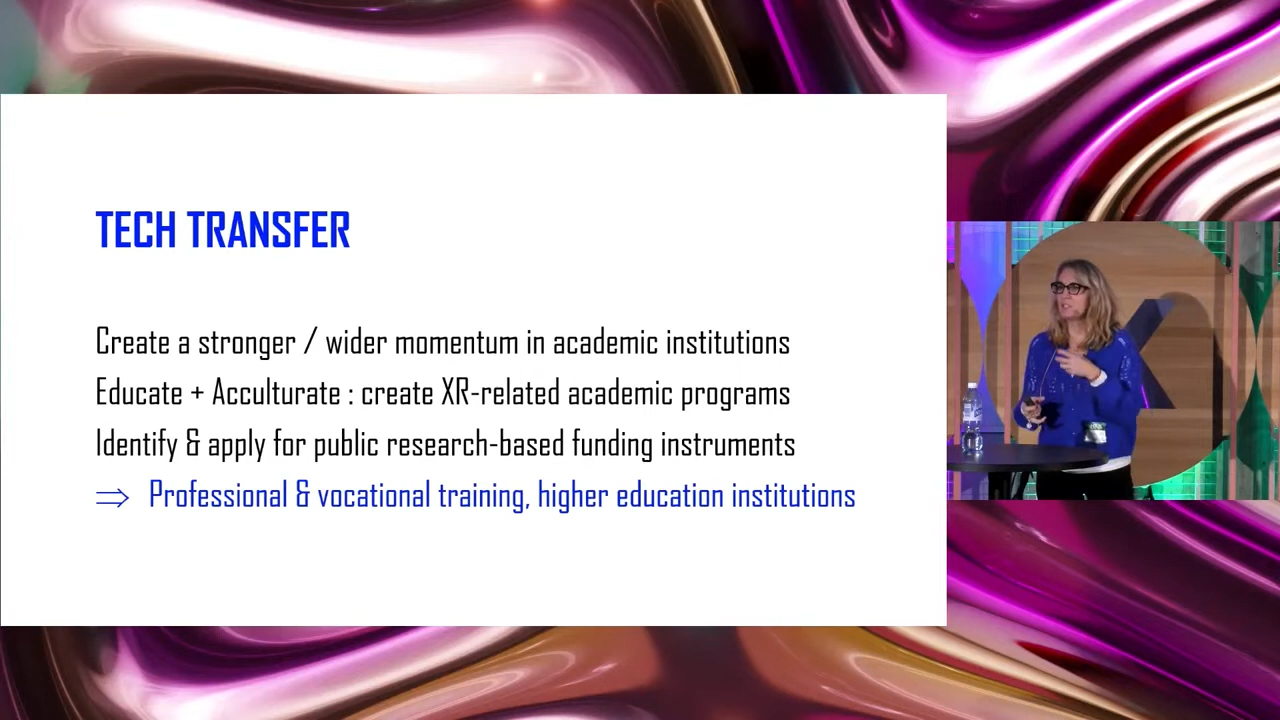 TECH TRANSFER
Create a stronger / wider momentum in academic institutions
Educate + Acculturate : create XR-related academic programs
Identify & apply for public research-based funding instruments
⇒ Professional & vocational training, higher education institutions